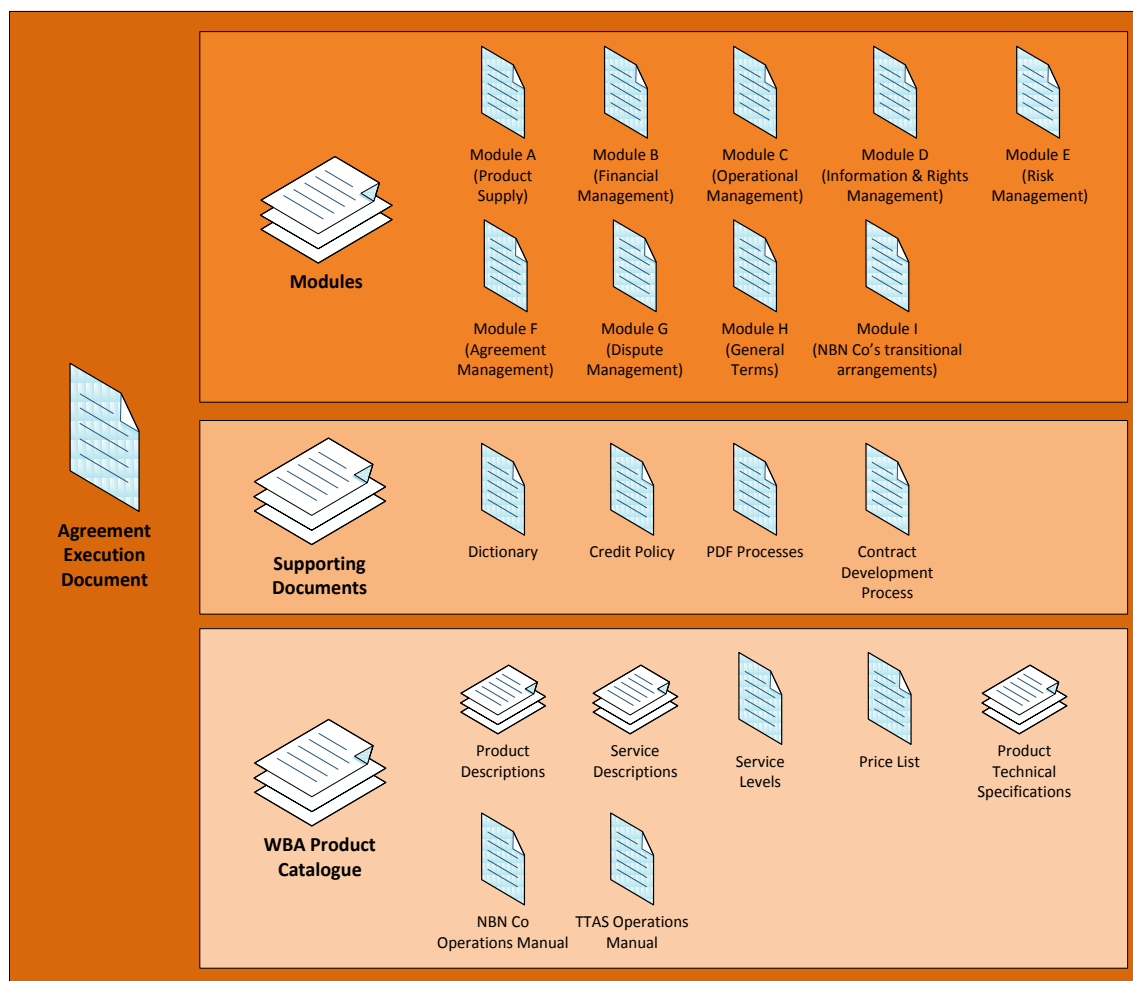 Module A
(Product
Supply)
Module B
(Financial
Management)
Module C
(Operational
Management)
Module D
(Information & Rights
Management)
Module E
(Risk
Management)
Modules
Module F
(Agreement
Management)
Module G
(Dispute
Management)
Module H
(General
Terms)
Module I
(NBN Co’s transitional
arrangements)
Agreement
Execution
Document
Supporting
Documents
Dictionary
Credit Policy
PDF Processes
Contract
Development
Process
WBA Product
Catalogue
Product
Descriptions
Service
Descriptions
Service
Levels
Price List
Product
Technical
Specifications
NBN Co
Operations Manual
TTAS Operations
Manual